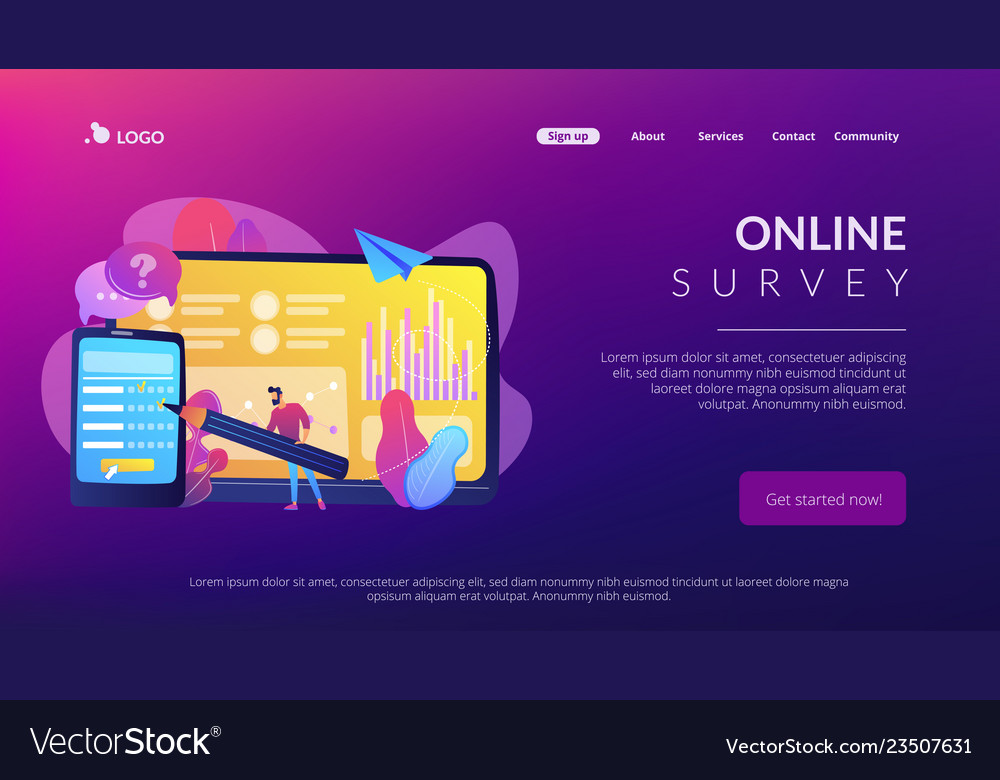 LOGO
Sign up About Services Contact Community
ONLINE
SURVEY
Lorem ipsum dolor sit amet, consectetuer adipiscing
elit, sed diam nonummy nibh euismod tincidunt ut
laoreet dolore magna opsisum aliquam erat
volutpat. Anonummy nibh euismod.
?
Get started now!
Lorem ipsum dolor sit amet, consectetuer adipiscing elit, sed diam nonummy nibh euismod tincidunt ut laoreet dolore magna
opsisum aliquam erat volutpat. Anonummy nibh euismod.
VectorStock®
VectorStock.com/23507631